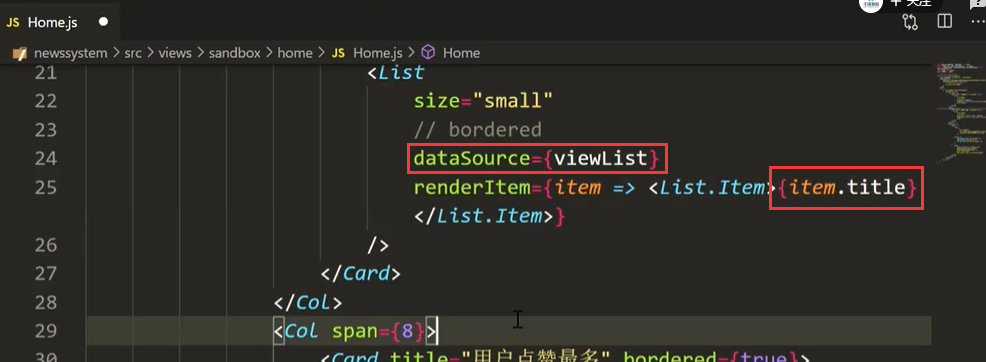 + 关注
JS Home.js ●
newssystem > src > views > sandbox > home > JS Home.js > Home
21 <List
22 size="small"
23 // bordered
24 dataSource={viewList}
25 renderItem={item => <List.Item>{item.title}
</List.Item>}
26 />
27 </Card>
28 </Col>
29 <Col span={8}>
30 <Card title="用户点赞最多" bordered={true}>